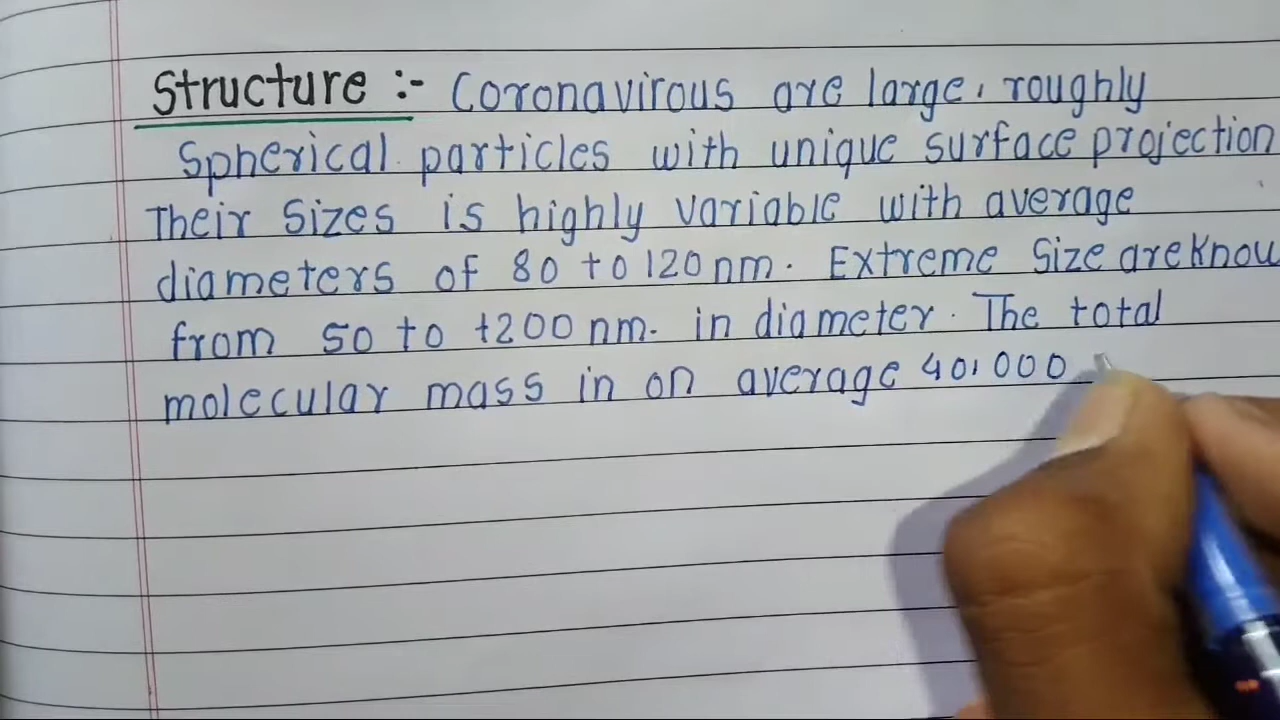 Structure :- Coronavirous are large, roughly
Spherical particles with unique surface projection
Their Sizes is highly variable with average
diameters of 80 to 120 nm. Extreme Size are Know
from 50 to +200 nm. in diameter. The total
molecular mass in on average 40,000